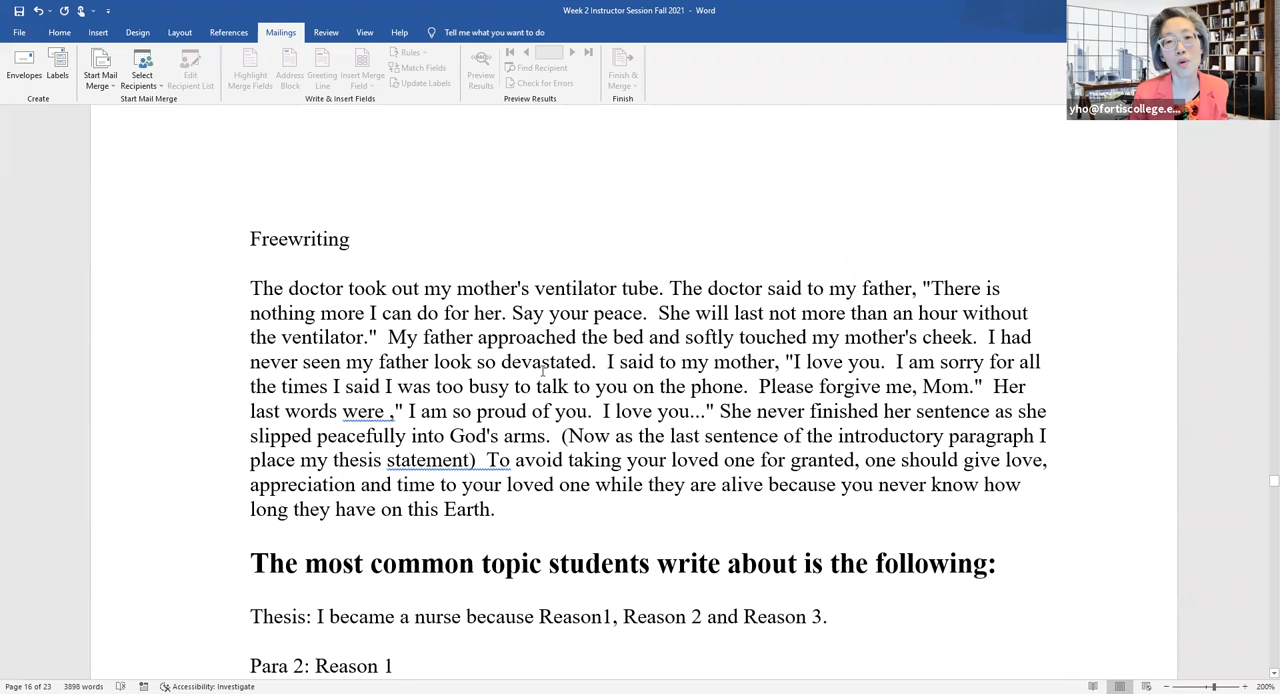 Week 2 Instructor Session Fall 2021 - Word
File Home Insert Design Layout References Mailings Review View Help Tell me what you want to do
Envelopes Labels Start Mail Merge Select Recipients Edit Recipient List Highlight Merge Fields Address Block Greeting Line Insert Merge Field Rules Match Fields Update Labels Preview Results Find Recipient Check for Errors Finish & Merge
Create Start Mail Merge Write & Insert Fields Preview Results Finish
yho@fortiscollege.e...
Freewriting
The doctor took out my mother's ventilator tube. The doctor said to my father, "There is
nothing more I can do for her. Say your peace.  She will last not more than an hour without
the ventilator."  My father approached the bed and softly touched my mother's cheek.  I had
never seen my father look so devastated.  I said to my mother, "I love you.  I am sorry for all
the times I said I was too busy to talk to you on the phone.  Please forgive me, Mom."  Her
last words were ," I am so proud of you.  I love you..." She never finished her sentence as she
slipped peacefully into God's arms.  (Now as the last sentence of the introductory paragraph I
place my thesis statement)  To avoid taking your loved one for granted, one should give love,
appreciation and time to your loved one while they are alive because you never know how
long they have on this Earth.
The most common topic students write about is the following:
Thesis: I became a nurse because Reason1, Reason 2 and Reason 3.
Para 2: Reason 1
Page 16 of 23 3898 words Accessibility: Investigate 200%